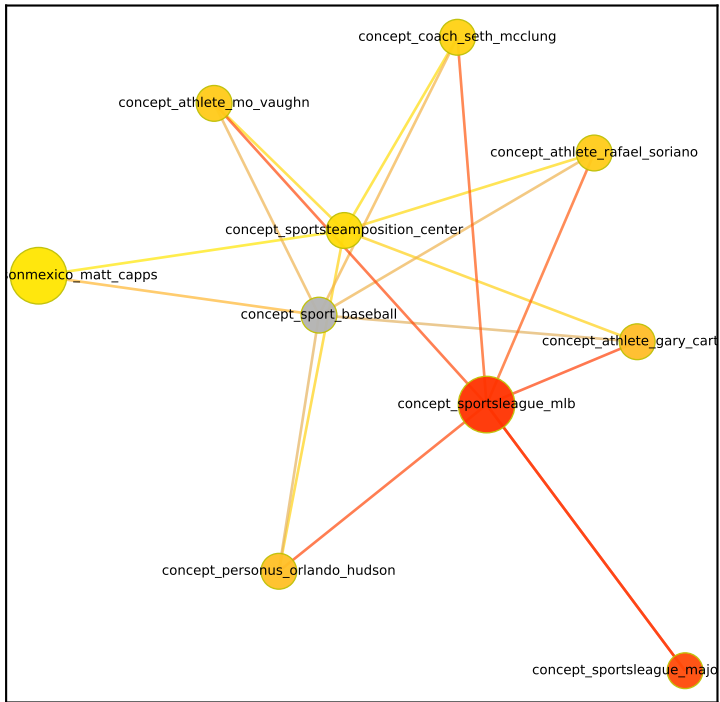 concept_coach_seth_mcclung
concept_athlete_mo_vaughn
concept_athlete_rafael_soriano
concept_sportsteamposition_center
onmexico_matt_capps
concept_sport_baseball
concept_athlete_gary_cart
concept_sportsleague_mlb
concept_personus_orlando_hudson
concept_sportsleague_majo